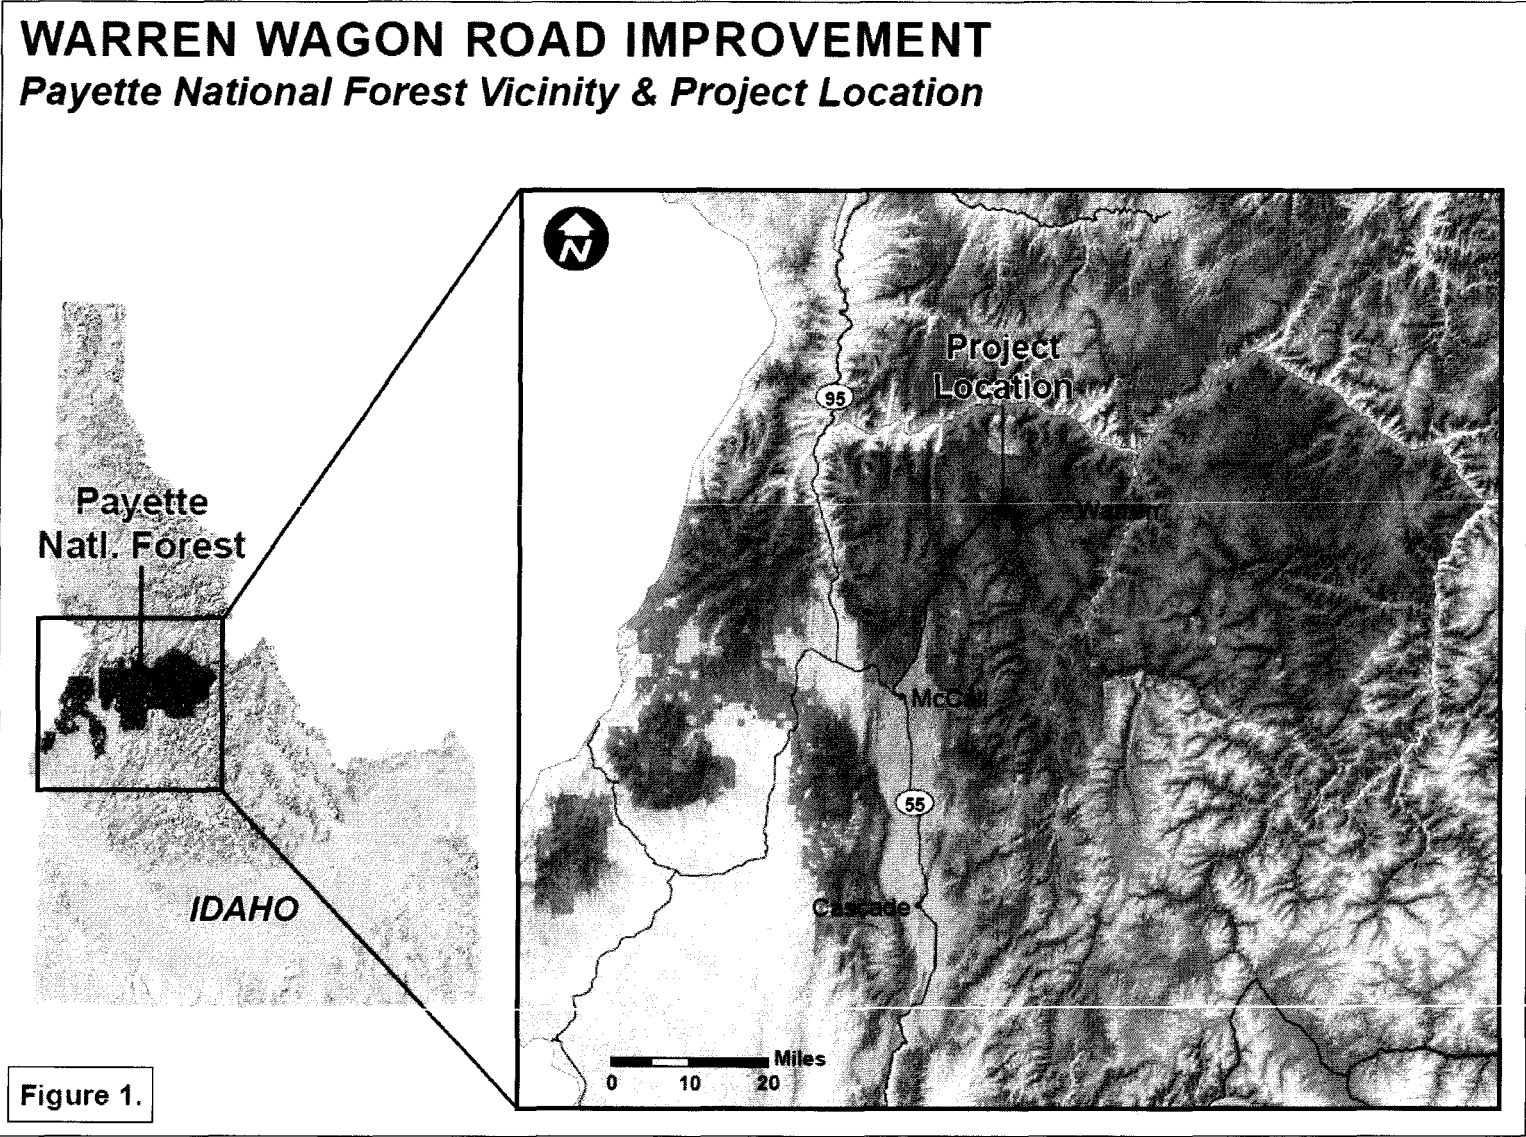 WARREN WAGON ROAD IMPROVEMENT
Payette National Forest Vicinity & Project Location
N
Project
Location
95
Payette
Natl. Forest
Warren
McCall
55
IDAHO
Cascade
Miles
0 10 20
Figure 1.